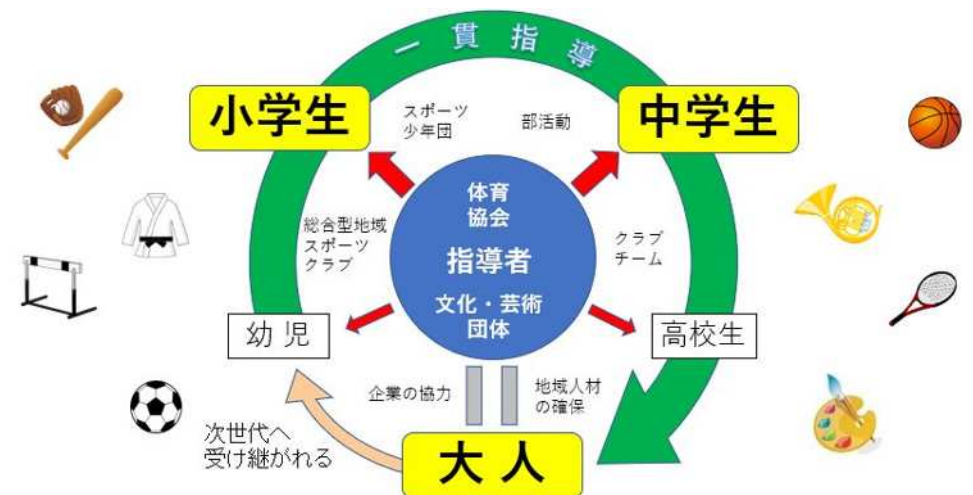 一貫指導
小学生
スポーツ
少年団
部活動
中学生
体育
協会
指導者
文化・芸術
団体
総合型地域
スポーツ
クラブ
クラブ
チーム
幼児
高校生
企業の協力
地域人材
の確保
次世代へ
受け継がれる
大人